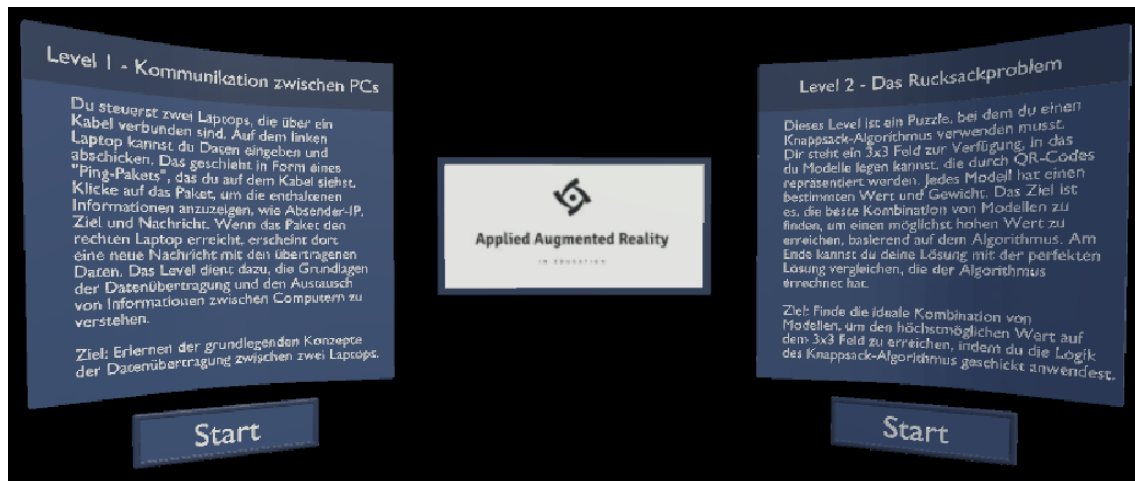 Level 1 - Kommunikation zwischen PCs
Du steuerst zwei Laptops, die über ein
Kabel verbunden sind. Auf dem linken
Laptop kannst du Daten eingeben und
abschicken. Das geschieht in Form eines
"Ping-Pakets", das du auf dem Kabel siehst.
Klicke auf das Paket, um die enthaltenen
Informationen anzuzeigen, wie Absender-IP,
Ziel und Nachricht. Wenn das Paket den
rechten Laptop erreicht, erscheint dort
eine neue Nachricht mit den übertragenen
Daten. Das Level dient dazu, die Grundlagen
der Datenübertragung und den Austausch
von Informationen zwischen Computern zu
verstehen.
Ziel: Erlernen der grundlegenden Konzepte
der Datenübertragung zwischen zwei Laptops.
Start
Applied Augmented Reality
IN EDUCATION
Level 2 - Das Rucksackproblem
Dieses Level ist ein Puzzle, bei dem du einen
Knappsack-Algorithmus verwenden musst.
Dir steht ein 3x3 Feld zur Verfügung, in das
du Modelle legen kannst, die durch QR-Codes
repräsentiert werden. Jedes Modell hat einen
bestimmten Wert und Gewicht. Das Ziel ist
es, die beste Kombination von Modellen zu
finden, um einen möglichst hohen Wert zu
erreichen, basierend auf dem Algorithmus. Am
Ende kannst du deine Lösung mit der perfekten
Lösung vergleichen, die der Algorithmus
errechnet hat.
Ziel: Finde die ideale Kombination von
Modellen, um den höchstmöglichen Wert auf
dem 3x3 Feld zu erreichen, indem du die Logik
des Knappsack-Algorithmus geschickt anwendest.
Start